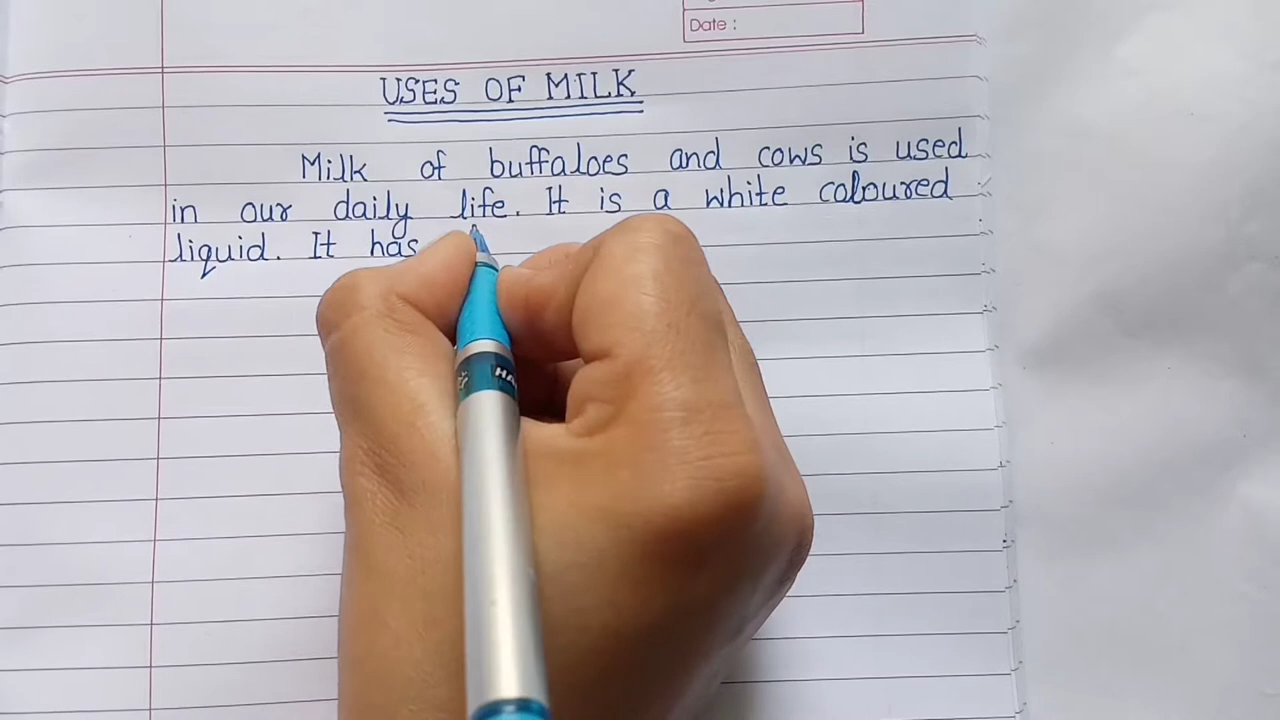 Date :
USES OF MILK
Milk of buffaloes and cows is used
in our daily life. It is a white coloured
liquid. It has